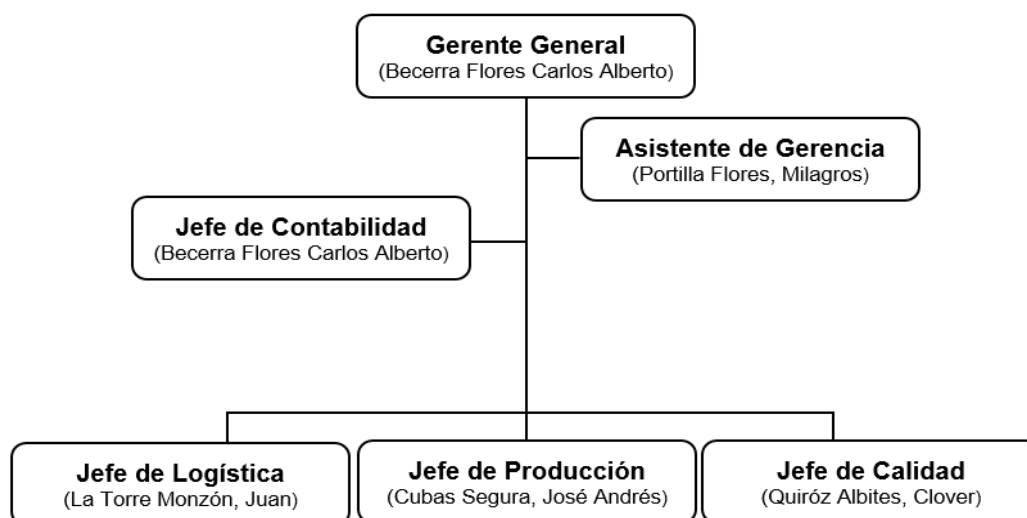 Gerente General
(Becerra Flores Carlos Alberto)
Asistente de Gerencia
(Portilla Flores, Milagros)
Jefe de Contabilidad
(Becerra Flores Carlos Alberto)
Jefe de Logística
(La Torre Monzón, Juan)
Jefe de Producción
(Cubas Segura, José Andrés)
Jefe de Calidad
(Quiróz Albites, Clover)